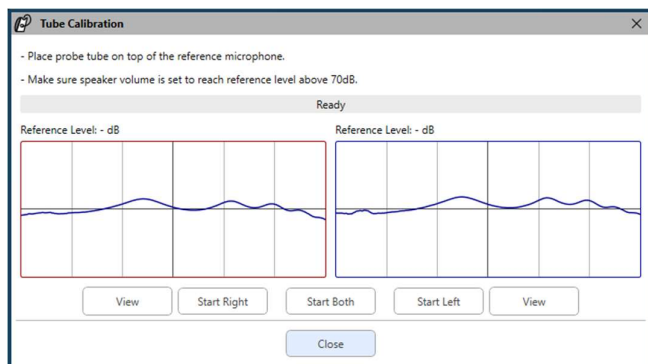 Tube Calibration
- Place probe tube on top of the reference microphone.
- Make sure speaker volume is set to reach reference level above 70dB.
Ready
Reference Level: - dB
Reference Level: - dB
View
Start Right
Start Both
Start Left
View
Close